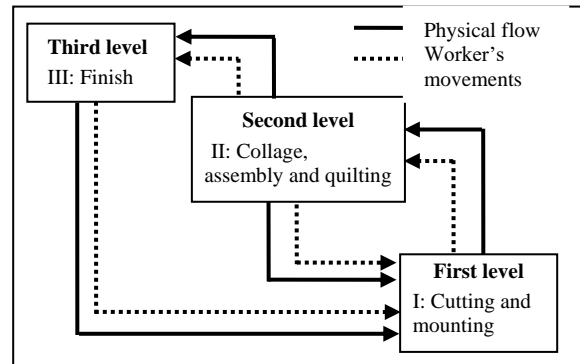 Third level
III: Finish
Physical flow
Worker's
movements
Second level
II: Collage,
assembly and quilting
First level
I: Cutting and
mounting